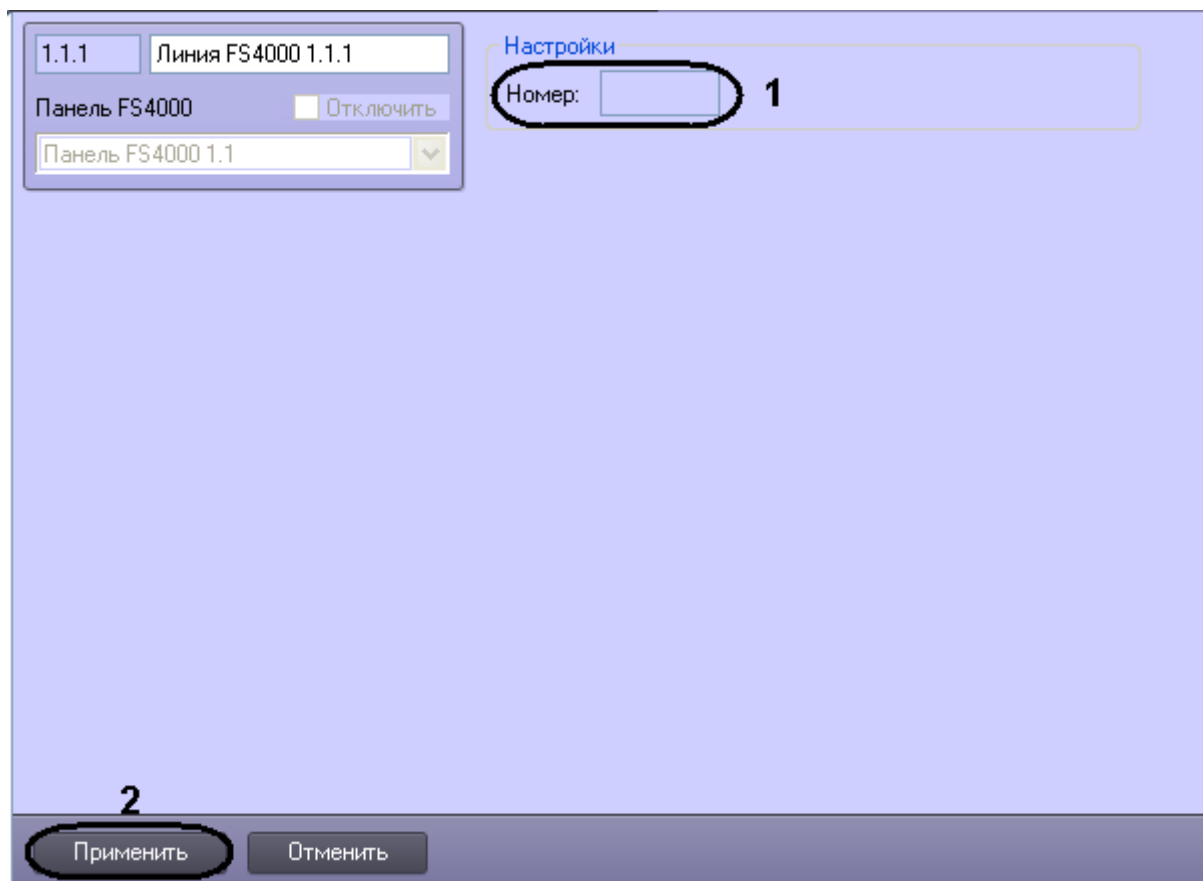 1.1.1 Линия FS4000 1.1.1
Панель FS4000 Отключить
Панель FS4000 1.1
Настройки
Номер: 1
2
Применить Отменить